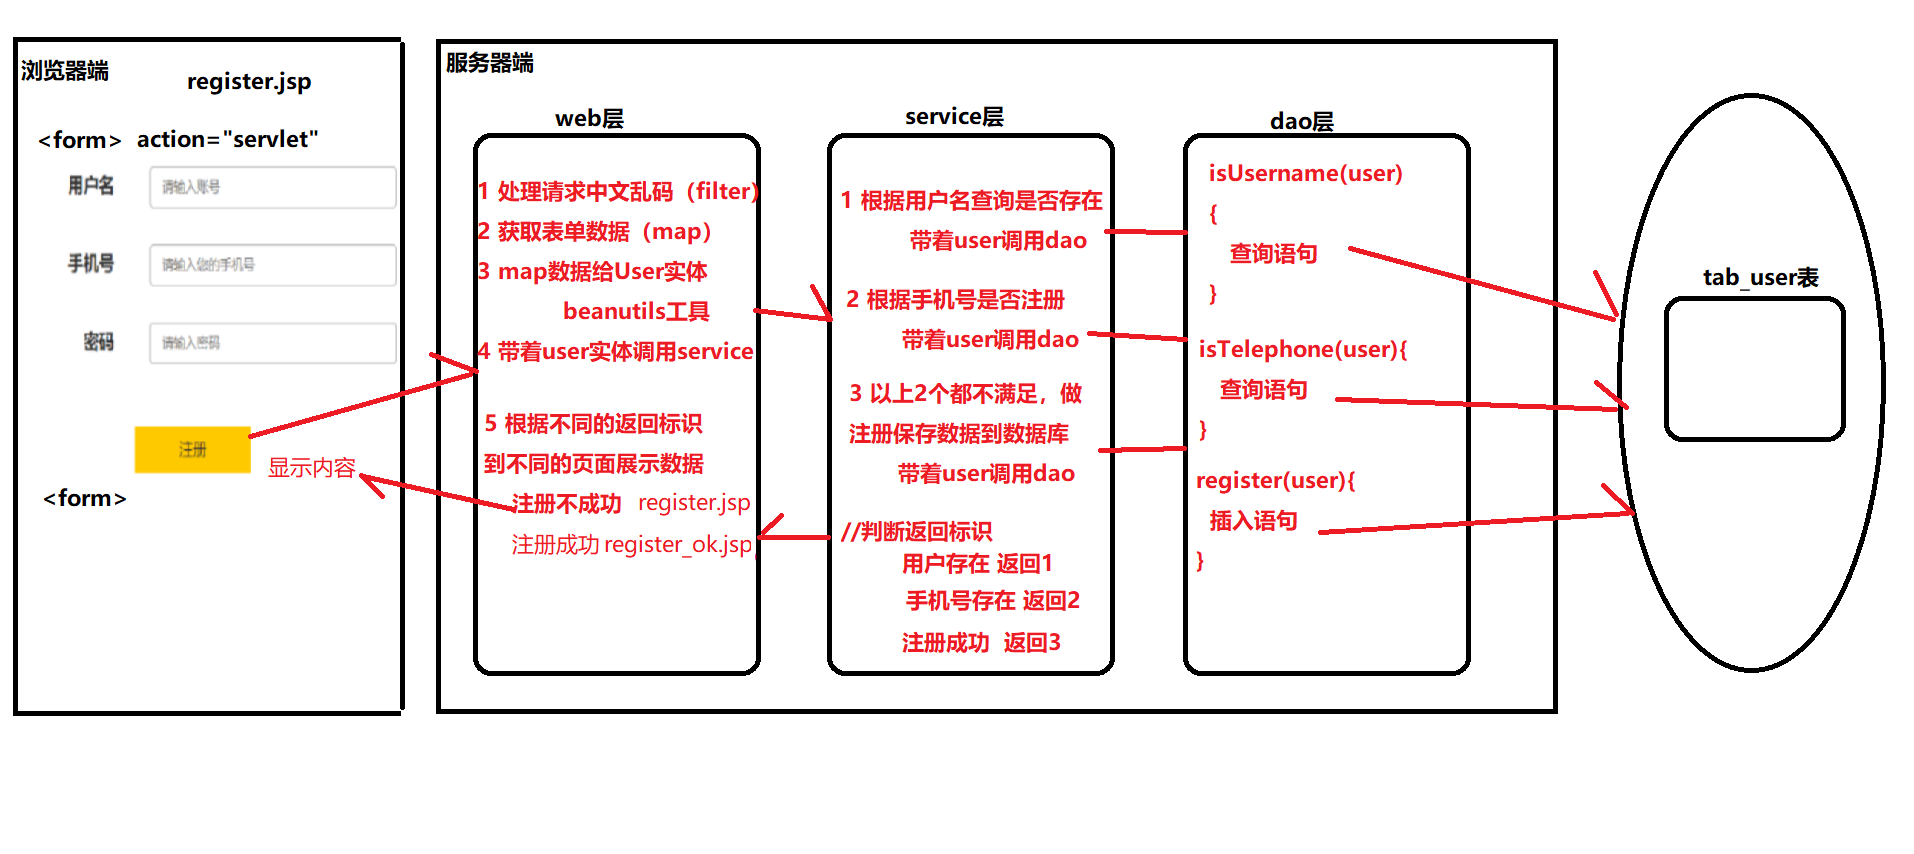 浏览器端
register.jsp
<form> action="servlet"
用户名 请输入账号
手机号 请输入您的手机号
密码 请输入密码
注册
显示内容
<form>
服务器端
web层
1 处理请求中文乱码（filter）
2 获取表单数据（map）
3 map数据给User实体
beanutils工具
4 带着user实体调用service
5 根据不同的返回标识
到不同的页面展示数据
注册不成功 register.jsp
注册成功 register_ok.jsp
service层
1 根据用户名查询是否存在
带着user调用dao
2 根据手机号是否注册
带着user调用dao
3 以上2个都不满足，做
注册保存数据到数据库
带着user调用dao
//判断返回标识
用户存在 返回1
手机号存在 返回2
注册成功 返回3
dao层
isUsername(user)
{
查询语句
}
isTelephone(user){
查询语句
}
register(user){
插入语句
}
tab_user表